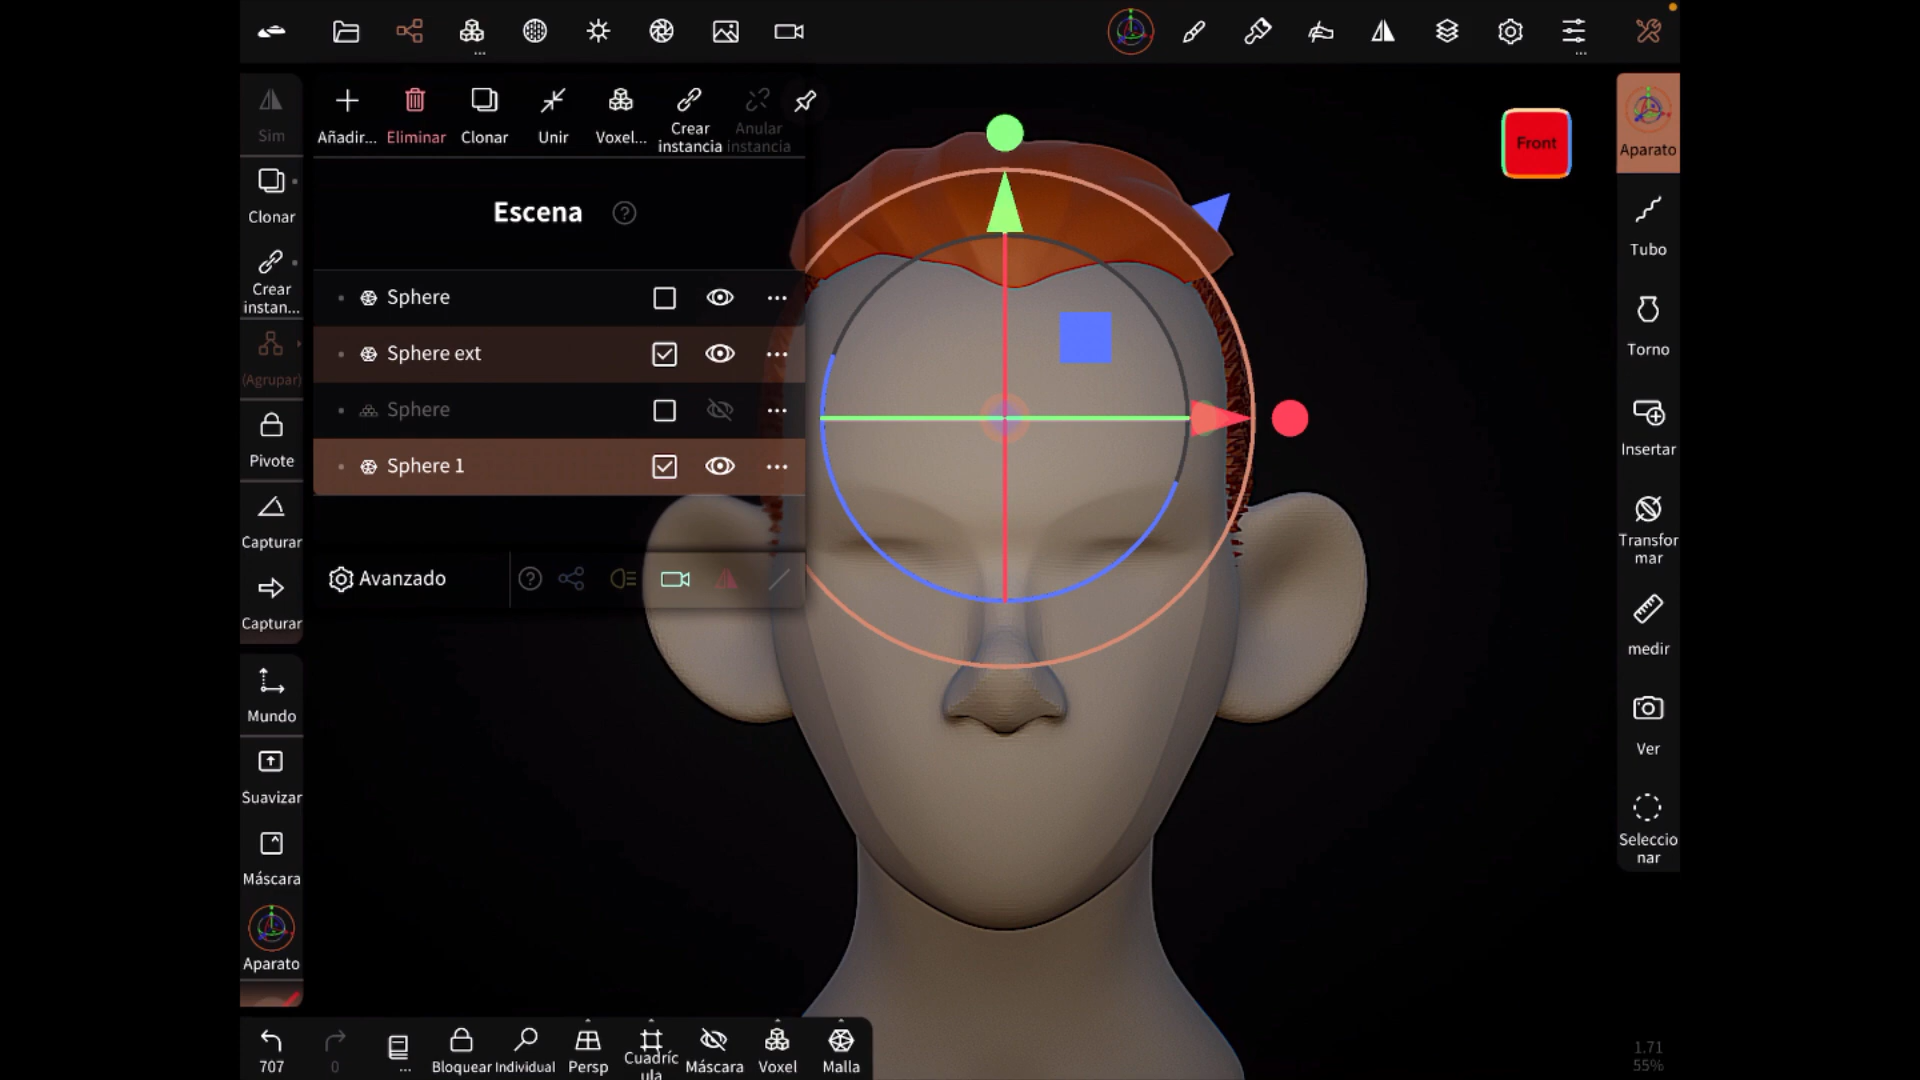 ...
...
Sim
Añadir...
Eliminar
Clonar
Unir
Voxel...
Crear
instancia
Anular
instancia
Front
Aparato
Clonar
Escena
Tubo
Crear
instan...
Sphere
...
Torno
Sphere ext
...
(Agrupar)
Sphere
...
Insertar
Pivote
Sphere 1
...
Capturar
Transfor
mar
Avanzado
Capturar
medir
Mundo
Ver
Suavizar
Seleccio
nar
Máscara
Aparato
707
0
...
Bloquear
Individual
Persp
Cuadríc
ula
Máscara
Voxel
Malla
1.71
55%